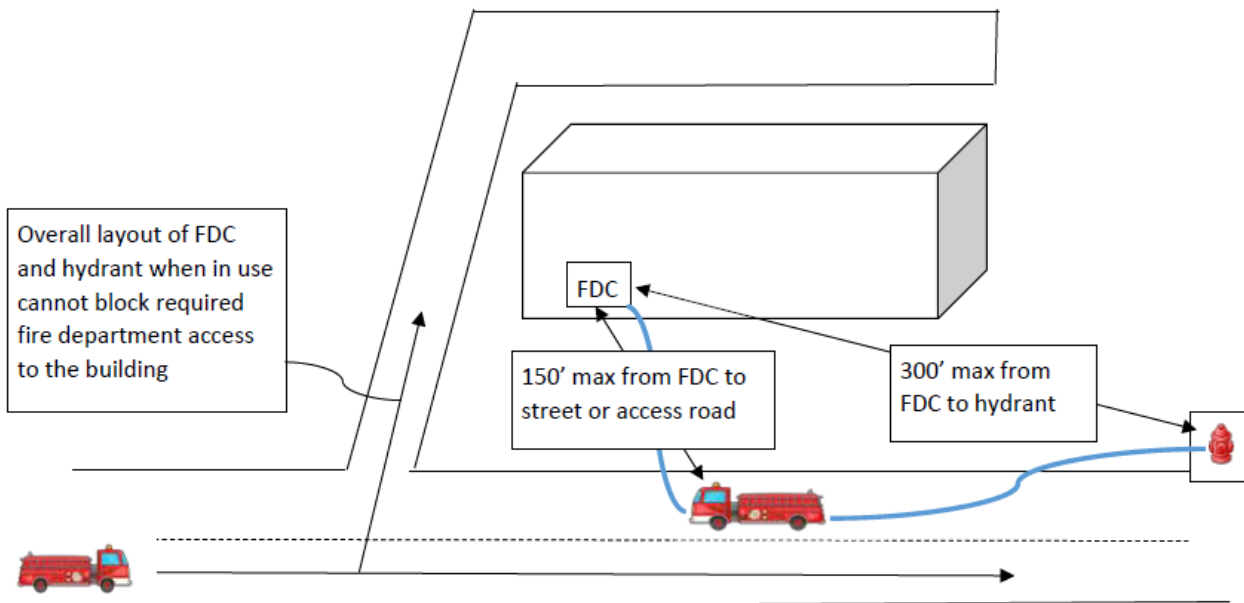 Overall layout of FDC
and hydrant when in use
cannot block required
fire department access
to the building
FDC
150’ max from FDC to
street or access road
300’ max from
FDC to hydrant